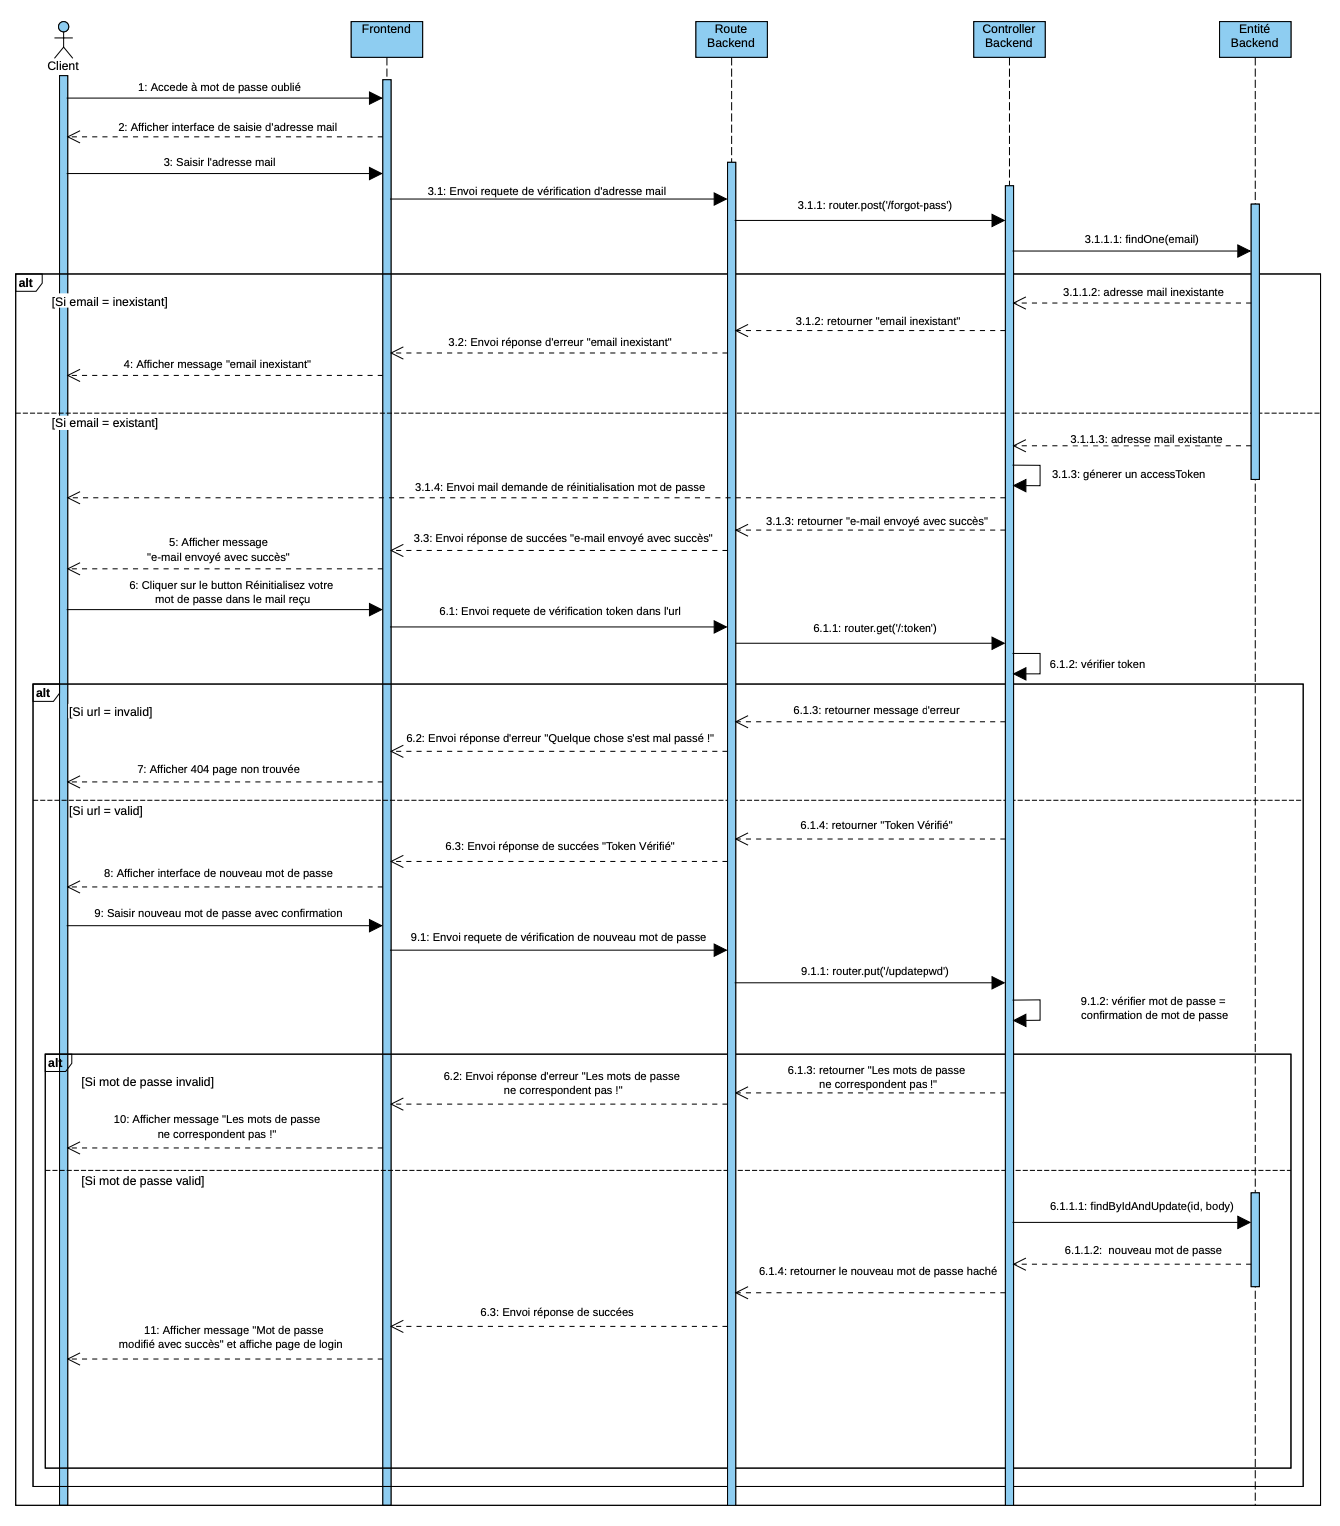 Client
Frontend
Route
Backend
Controller
Backend
Entité
Backend
1: Accede à mot de passe oublié
2: Afficher interface de saisie d'adresse mail
3: Saisir l'adresse mail
3.1: Envoi requete de vérification d'adresse mail
3.1.1: router.post('/forgot-pass')
3.1.1.1: findOne(email)
alt
[Si email = inexistant]
3.1.1.2: adresse mail inexistante
3.1.2: retourner "email inexistant"
3.2: Envoi réponse d'erreur "email inexistant"
4: Afficher message "email inexistant"
[Si email = existant]
3.1.1.3: adresse mail existante
3.1.3: génerer un accessToken
3.1.4: Envoi mail demande de réinitialisation mot de passe
3.1.3: retourner "e-mail envoyé avec succès"
3.3: Envoi réponse de succées "e-mail envoyé avec succès"
5: Afficher message
"e-mail envoyé avec succès"
6: Cliquer sur le button Réinitialisez votre
mot de passe dans le mail reçu
6.1: Envoi requete de vérification token dans l'url
6.1.1: router.get('/:token')
6.1.2: vérifier token
alt
[Si url = invalid]
6.1.3: retourner message d'erreur
6.2: Envoi réponse d'erreur "Quelque chose s'est mal passé !"
7: Afficher 404 page non trouvée
[Si url = valid]
6.1.4: retourner "Token Vérifié"
6.3: Envoi réponse de succées "Token Vérifié"
8: Afficher interface de nouveau mot de passe
9: Saisir nouveau mot de passe avec confirmation
9.1: Envoi requete de vérification de nouveau mot de passe
9.1.1: router.put('/updatepwd')
9.1.2: vérifier mot de passe =
confirmation de mot de passe
alt
[Si mot de passe invalid]
6.1.3: retourner "Les mots de passe
ne correspondent pas !"
6.2: Envoi réponse d'erreur "Les mots de passe
ne correspondent pas !"
10: Afficher message "Les mots de passe
ne correspondent pas !"
[Si mot de passe valid]
6.1.1.1: findByIdAndUpdate(id, body)
6.1.1.2:  nouveau mot de passe
6.1.4: retourner le nouveau mot de passe haché
6.3: Envoi réponse de succées
11: Afficher message "Mot de passe
modifié avec succès" et affiche page de login